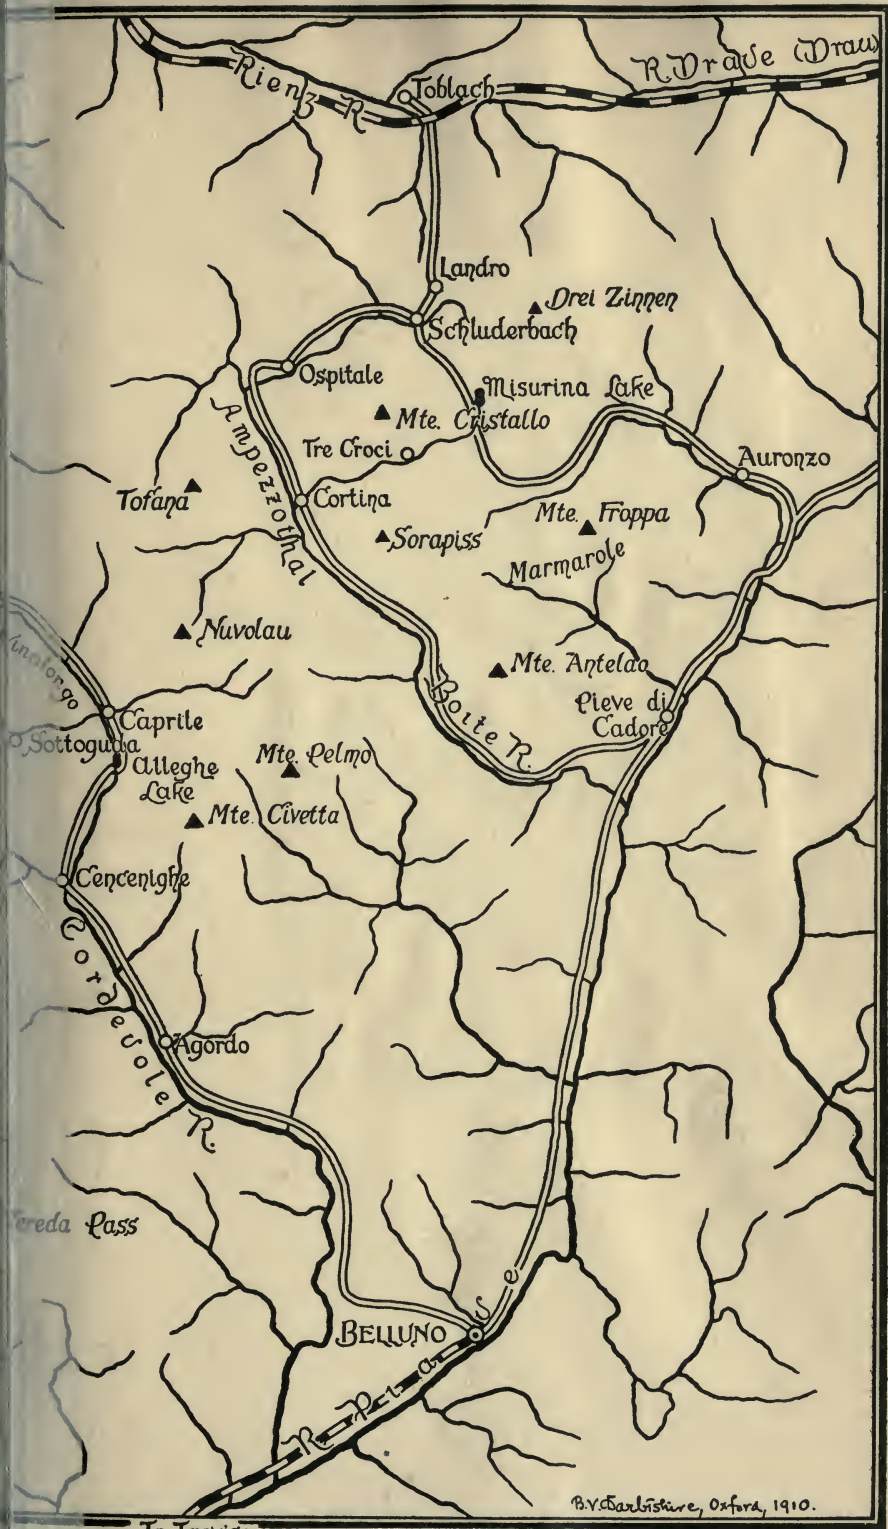 R. Drave (Drau)
Rienz R.
Toblach
Landro
Drei Zinnen
Schluderbach
Ospitale
Misurina Lake
Mte. Cristallo
Ampezzothal
Tre Croci
Auronzo
Tofana
Cortina
Mte. Froppa
Sorapiss
Marmarole
Nuvolau
Mte. Antelao
Boite R.
Pieve di
Cadore
Caprile
Sottoguda
Alleghe
Lake
Mte. Pelmo
Mte. Civetta
Cencenighe
Cordevole R.
Agordo
Pass
BELLUNO
R. Piave
B.V. Darbishire, Oxford, 1910.